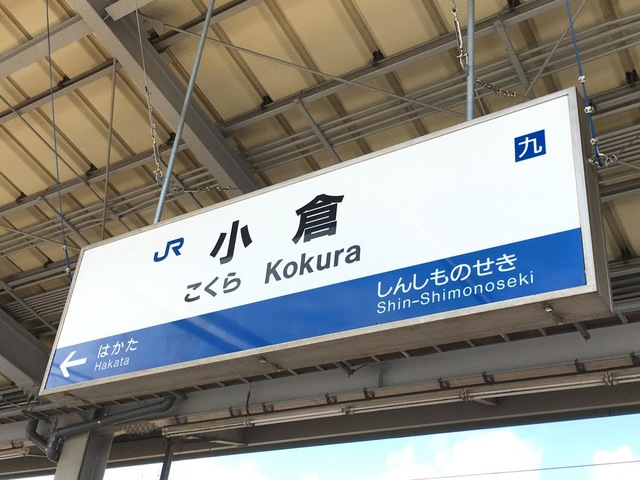 九
JR 小倉
こくら Kokura
しんしものせき
Shin-Shimonoseki
← はかた
Hakata